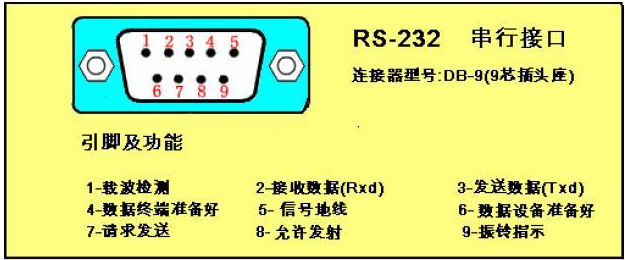 1 2 3 4 5
6 7 8 9
RS-232 串行接口
连接器型号:DB-9(9芯插头座)
引脚及功能
1-载波检测 2-接收数据(Rxd) 3-发送数据(Txd)
4-数据终端准备好 5- 信号地线 6- 数据设备准备好
7-请求发送 8- 允许发射 9-振铃指示